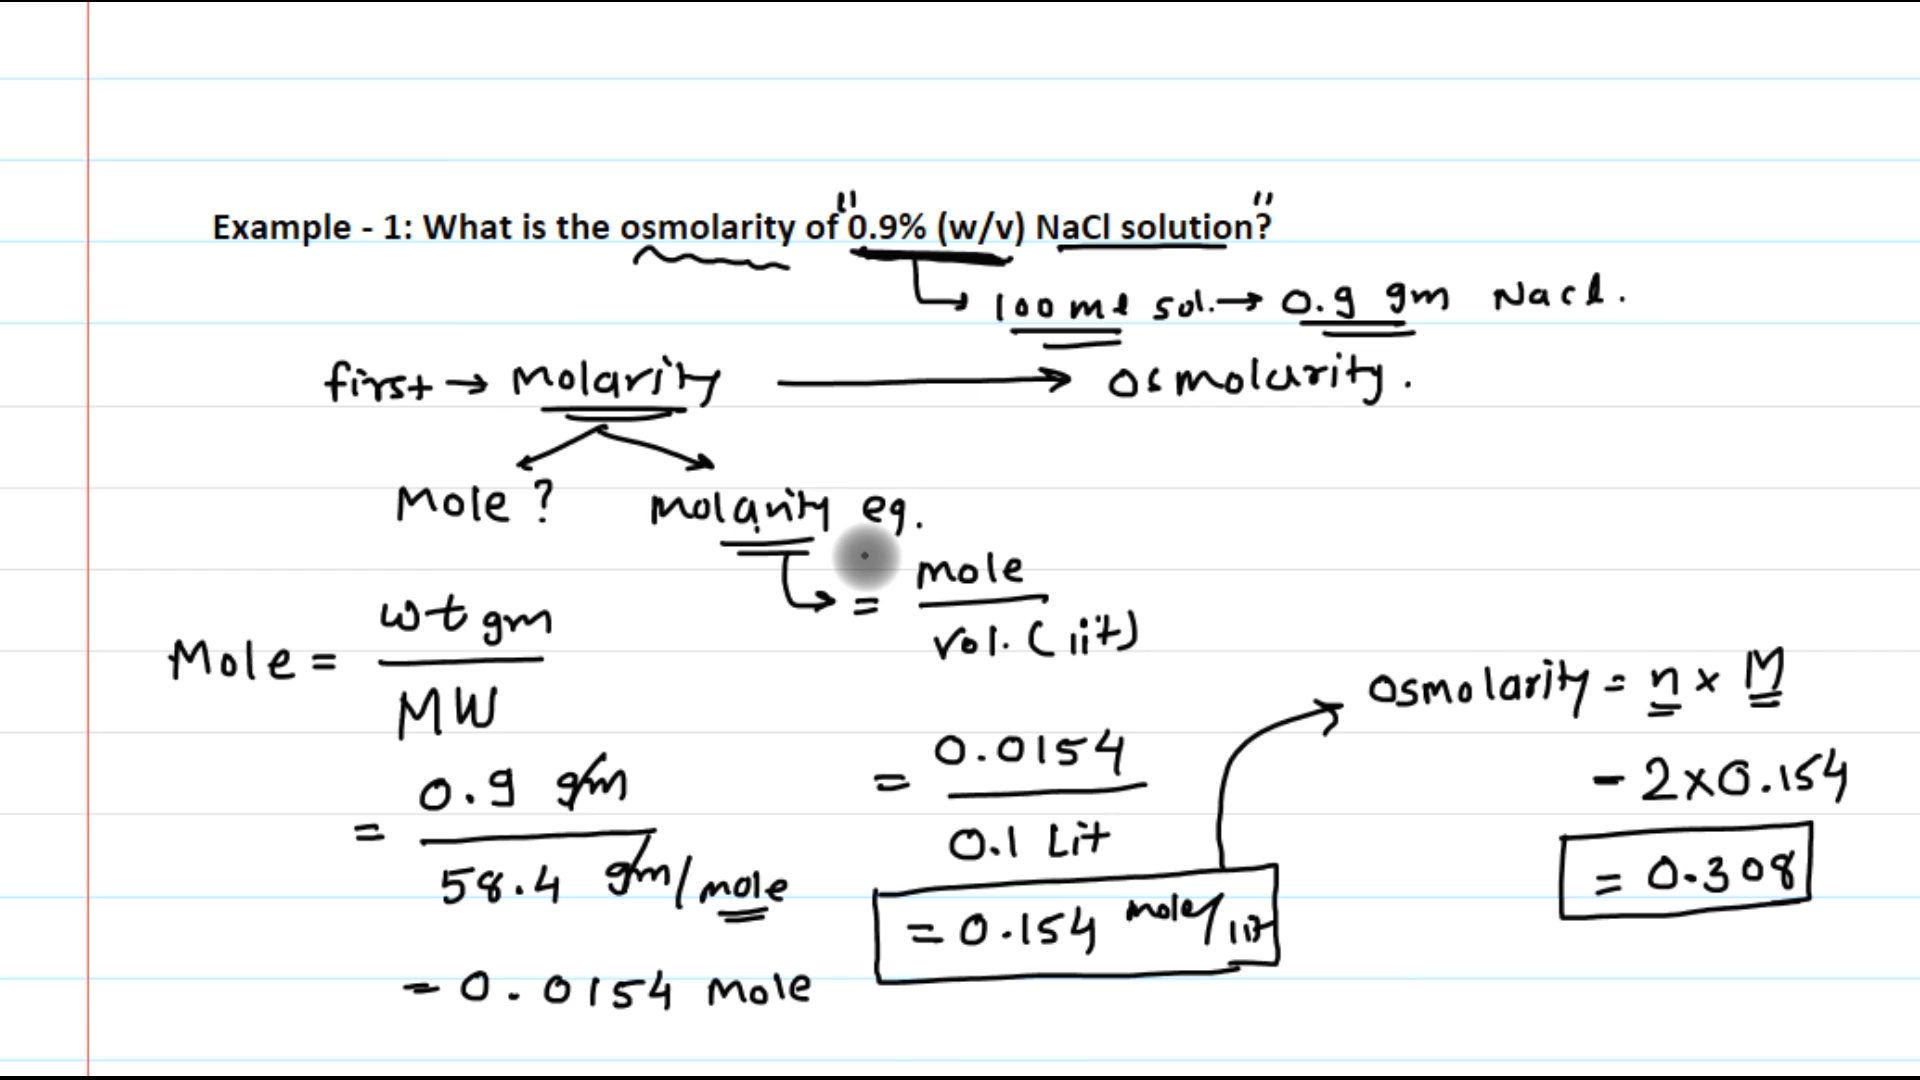 Example - 1: What is the osmolarity of "0.9% (w/v) NaCl solution"?
100 ml sol. → 0.9 gm Nacl.
first → Molarity → Osmolarity.
Mole ? Molarity eq.
= mole / vol. (lit)
Mole = wt gm / MW
Osmolarity = n × M
= 0.9 gm / 58.4 gm/mole
= 0.0154 / 0.1 Lit
- 2×0.154
= 0.308
= 0.154 mole/lit
= 0.0154 Mole